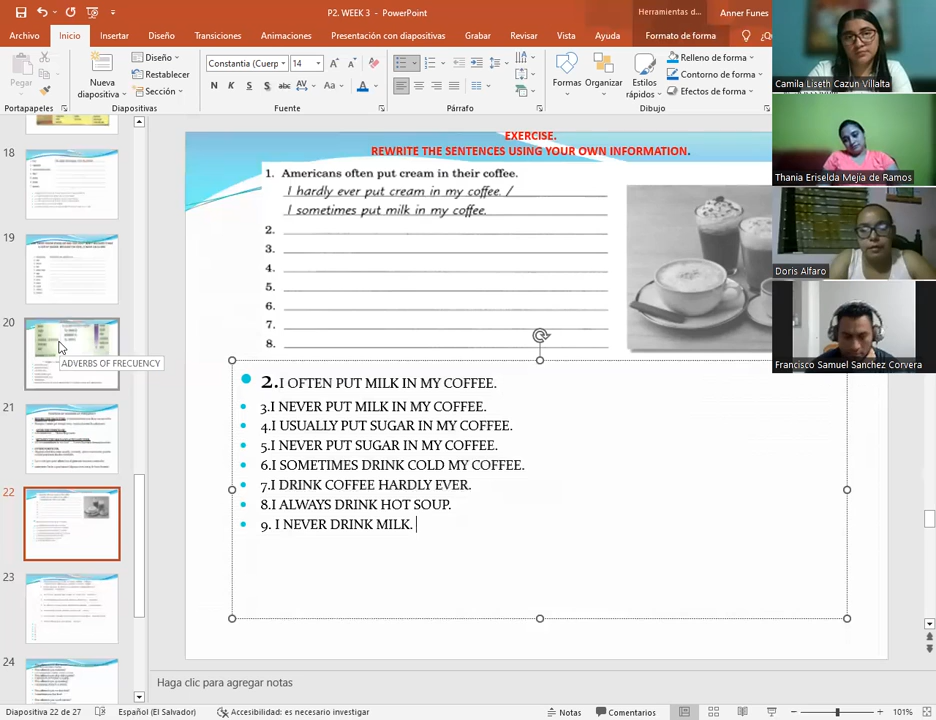 P2. WEEK 3 - PowerPoint
Herramientas d...
Anner Funes
Archivo Inicio Insertar Diseño Transiciones Animaciones Presentación con diapositivas Grabar Revisar Vista Ayuda Formato de forma
Pegar
Nueva diapositiva
Diseño
Restablecer
Sección
Constantia (Cuerp 14
N K S S ab AV Aa A
Formas Organizar Estilos rápidos
Relleno de forma
Contorno de forma
Efectos de forma
Portapapeles Diapositivas Fuente Párrafo Dibujo
Camila Liseth Cazun Villalta
Thania Eriselda Mejía de Ramos
Doris Alfaro
Francisco Samuel Sanchez Corvera
18
19
20
ADVERBS OF FRECUENCY
21
22
23
24
EXERCISE.
REWRITE THE SENTENCES USING YOUR OWN INFORMATION.
1. Americans often put cream in their coffee.
I hardly ever put cream in my coffee. /
I sometimes put milk in my coffee.
2.
3.
4.
5.
6.
7.
8.
2.I OFTEN PUT MILK IN MY COFFEE.
3.I NEVER PUT MILK IN MY COFFEE.
4.I USUALLY PUT SUGAR IN MY COFFEE.
5.I NEVER PUT SUGAR IN MY COFFEE.
6.I SOMETIMES DRINK COLD MY COFFEE.
7.I DRINK COFFEE HARDLY EVER.
8.I ALWAYS DRINK HOT SOUP.
9. I NEVER DRINK MILK.
Haga clic para agregar notas
Diapositiva 22 de 27 Español (El Salvador) Accesibilidad: es necesario investigar Notas Comentarios 101%